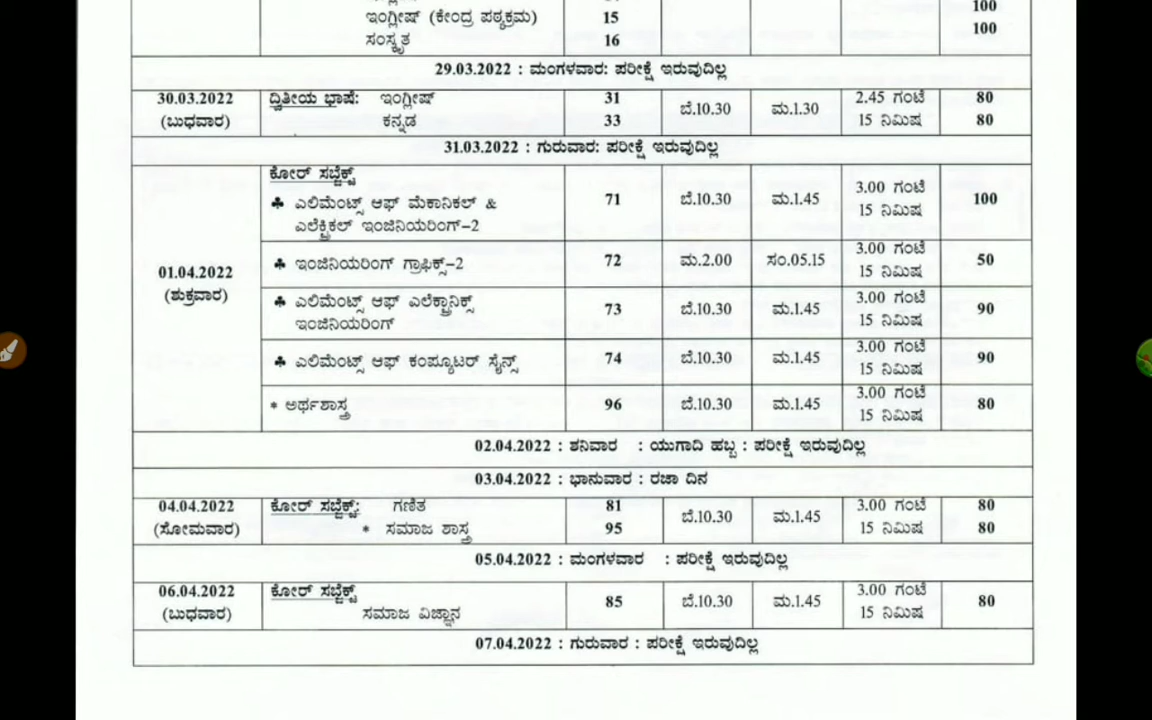 100
ಇಂಗ್ಲೀಷ್ (ಕೇಂದ್ರ ಪಠ್ಯಕ್ರಮ) 15 100
ಸಂಸ್ಕೃತ 16
29.03.2022 : ಮಂಗಳವಾರ: ಪರೀಕ್ಷೆ ಇರುವುದಿಲ್ಲ
30.03.2022 ದ್ವಿತೀಯ ಭಾಷೆ: ಇಂಗ್ಲೀಷ್ 31 ಬೆ.10.30 ಮ.1.30 2.45 ಗಂಟೆ 80
(ಬುಧವಾರ) ಕನ್ನಡ 33 15 ನಿಮಿಷ 80
31.03.2022 : ಗುರುವಾರ: ಪರೀಕ್ಷೆ ಇರುವುದಿಲ್ಲ
01.04.2022
(ಶುಕ್ರವಾರ)
ಕೋರ್ ಸಬ್ಜೆಕ್ಟ್
♣ ಎಲಿಮೆಂಟ್ಸ್ ಆಫ್ ಮೆಕಾನಿಕಲ್ & 71 ಬೆ.10.30 ಮ.1.45 3.00 ಗಂಟೆ 100
ಎಲೆಕ್ಟ್ರಿಕಲ್ ಇಂಜಿನಿಯರಿಂಗ್-2 15 ನಿಮಿಷ
♣ ಇಂಜಿನಿಯರಿಂಗ್ ಗ್ರಾಫಿಕ್ಸ್-2 72 ಮ.2.00 ಸಂ.05.15 3.00 ಗಂಟೆ 50
15 ನಿಮಿಷ
♣ ಎಲಿಮೆಂಟ್ಸ್ ಆಫ್ ಎಲೆಕ್ಟ್ರಾನಿಕ್ಸ್ 73 ಬೆ.10.30 ಮ.1.45 3.00 ಗಂಟೆ 90
ಇಂಜಿನಿಯರಿಂಗ್ 15 ನಿಮಿಷ
♣ ಎಲಿಮೆಂಟ್ಸ್ ಆಫ್ ಕಂಪ್ಯೂಟರ್ ಸೈನ್ಸ್ 74 ಬೆ.10.30 ಮ.1.45 3.00 ಗಂಟೆ 90
15 ನಿಮಿಷ
* ಅರ್ಥಶಾಸ್ತ್ರ 96 ಬೆ.10.30 ಮ.1.45 3.00 ಗಂಟೆ 80
15 ನಿಮಿಷ
02.04.2022 : ಶನಿವಾರ : ಯುಗಾದಿ ಹಬ್ಬ : ಪರೀಕ್ಷೆ ಇರುವುದಿಲ್ಲ
03.04.2022 : ಭಾನುವಾರ : ರಜಾ ದಿನ
04.04.2022 ಕೋರ್ ಸಬ್ಜೆಕ್ಟ್: ಗಣಿತ 81 ಬೆ.10.30 ಮ.1.45 3.00 ಗಂಟೆ 80
(ಸೋಮವಾರ) * ಸಮಾಜ ಶಾಸ್ತ್ರ 95 15 ನಿಮಿಷ 80
05.04.2022 : ಮಂಗಳವಾರ : ಪರೀಕ್ಷೆ ಇರುವುದಿಲ್ಲ
06.04.2022 ಕೋರ್ ಸಬ್ಜೆಕ್ಟ್ 85 ಬೆ.10.30 ಮ.1.45 3.00 ಗಂಟೆ 80
(ಬುಧವಾರ) ಸಮಾಜ ವಿಜ್ಞಾನ 15 ನಿಮಿಷ
07.04.2022 : ಗುರುವಾರ : ಪರೀಕ್ಷೆ ಇರುವುದಿಲ್ಲ